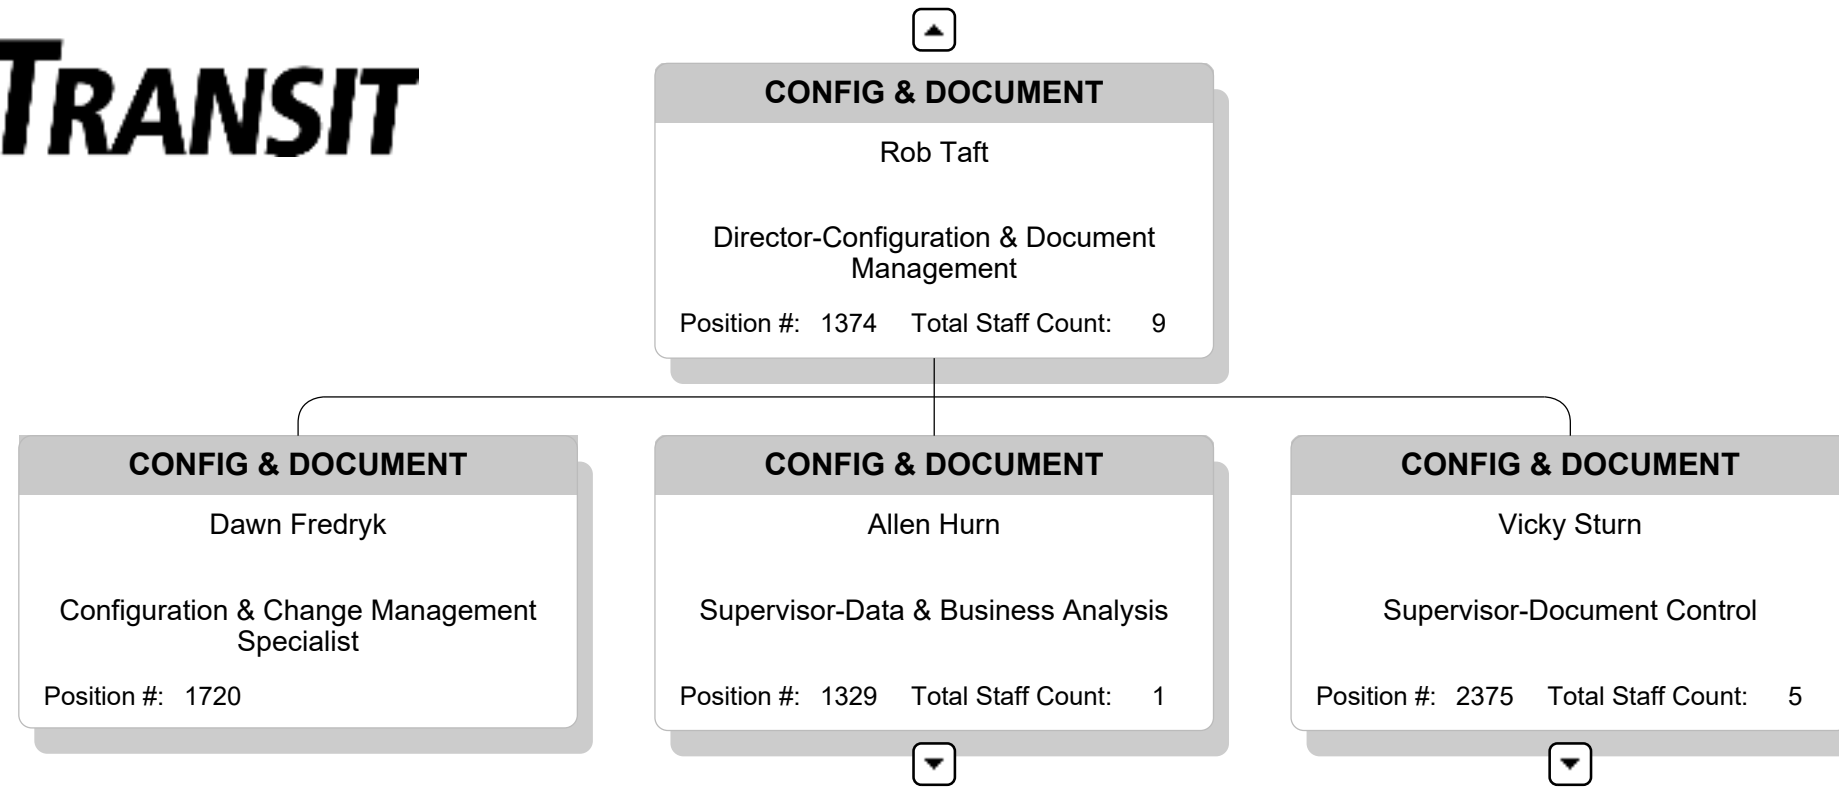 TRANSIT
CONFIG & DOCUMENT
Rob Taft
Director-Configuration & Document
Management
Position #: 1374 Total Staff Count: 9
CONFIG & DOCUMENT
Dawn Fredryk
Configuration & Change Management
Specialist
Position #: 1720
CONFIG & DOCUMENT
Allen Hurn
Supervisor-Data & Business Analysis
Position #: 1329 Total Staff Count: 1
CONFIG & DOCUMENT
Vicky Sturn
Supervisor-Document Control
Position #: 2375 Total Staff Count: 5